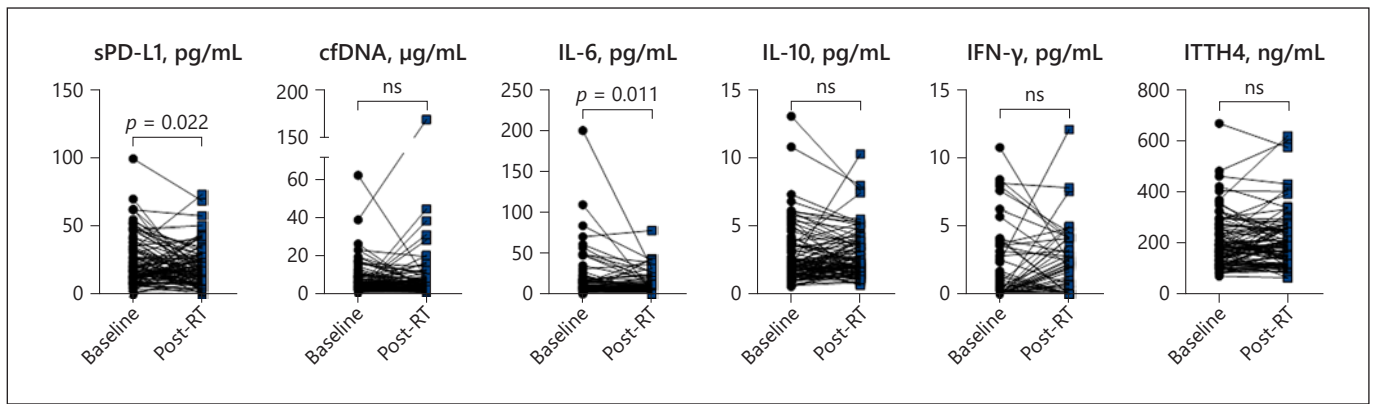 sPD-L1, pg/mL
150
100
50
0
p = 0.022
Baseline
Post-RT
cfDNA, µg/mL
200
150
60
40
20
0
ns
Baseline
Post-RT
IL-6, pg/mL
250
200
150
100
50
0
p = 0.011
Baseline
Post-RT
IL-10, pg/mL
15
10
5
0
ns
Baseline
Post-RT
IFN-γ, pg/mL
15
10
5
0
ns
Baseline
Post-RT
ITTH4, ng/mL
800
600
400
200
0
ns
Baseline
Post-RT